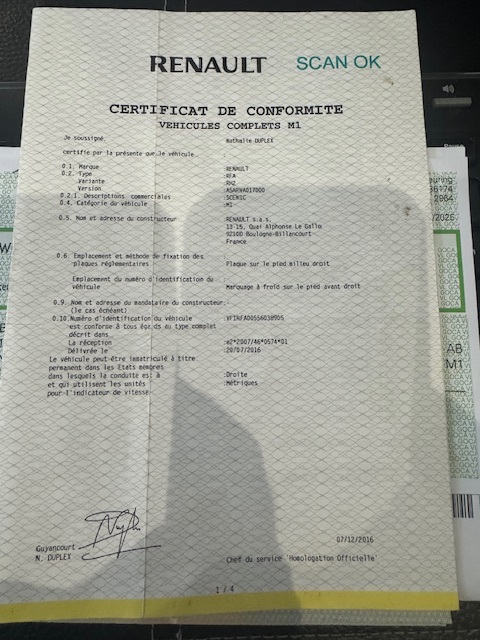 RENAULT SCAN OK
CERTIFICAT DE CONFORMITE
VEHICULES COMPLETS M1
Je soussigné, Nathalie DUPLEX
certifie par la présente que le véhicule
0.1. Marque :RENAULT
0.2. Type :RFA
Variante :RH2
Version
0.2.1. Descriptions commerciales :SCENIC
0.4. Catégorie du véhicule :M1
0.5. Nom et adresse du constructeur :RENAULT s.a.s.
13-15, Quai Alphonse Le Gallo
92100 Boulogne-Billancourt
France
0.6. Emplacement et méthode de fixation des
plaques réglementaires :Plaque sur le pied milieu droit
Emplacement du numéro d'identification du
véhicule :Marquage à froid sur le pied avant droit
0.9. Nom et adresse du mandataire du constructeur:-
(le cas échéant)
0.10.Numéro d'identification du véhicule
est conforme à tous égards au type complet
décrit dans
La réception :e2*2007/46*0574*01
Délivrée le :20/07/2016
Le véhicule peut-être immatriculé à titre
permanent dans les Etats membres
dans lesquels la conduite est à :Droite
et qui utilisent les unités :Métriques
pour l'indicateur de vitesse.
07/12/2016
Guyancourt
N. DUPLEX Chef du service 'Homologation Officielle'
1 / 4
AB
M1